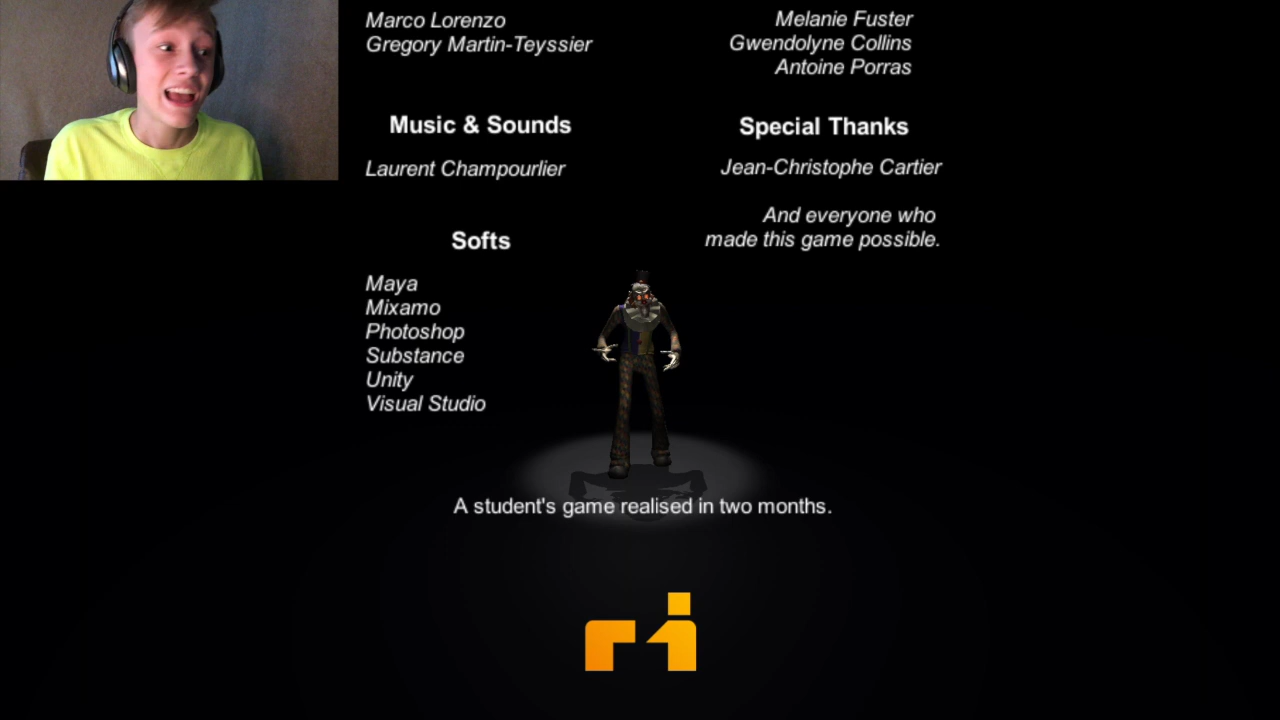 Marco Lorenzo
Gregory Martin-Teyssier
Music & Sounds
Laurent Champourlier
Softs
Maya
Mixamo
Photoshop
Substance
Unity
Visual Studio
Melanie Fuster
Gwendolyne Collins
Antoine Porras
Special Thanks
Jean-Christophe Cartier
And everyone who
made this game possible.
A student's game realised in two months.
ri